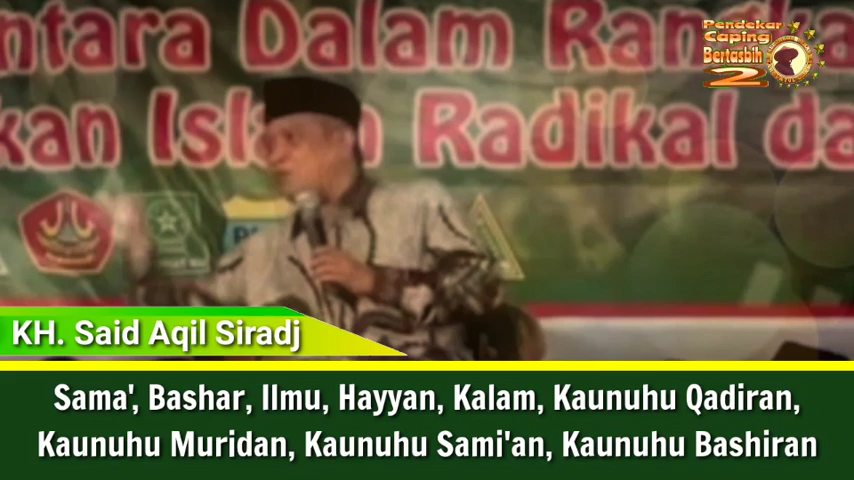 ntara Dalam Rangka
kan Islam Radikal da
Pendekar
Caping
Bertasbih
2
KH. Said Aqil Siradj
Sama', Bashar, Ilmu, Hayyan, Kalam, Kaunuhu Qadiran,
Kaunuhu Muridan, Kaunuhu Sami'an, Kaunuhu Bashiran